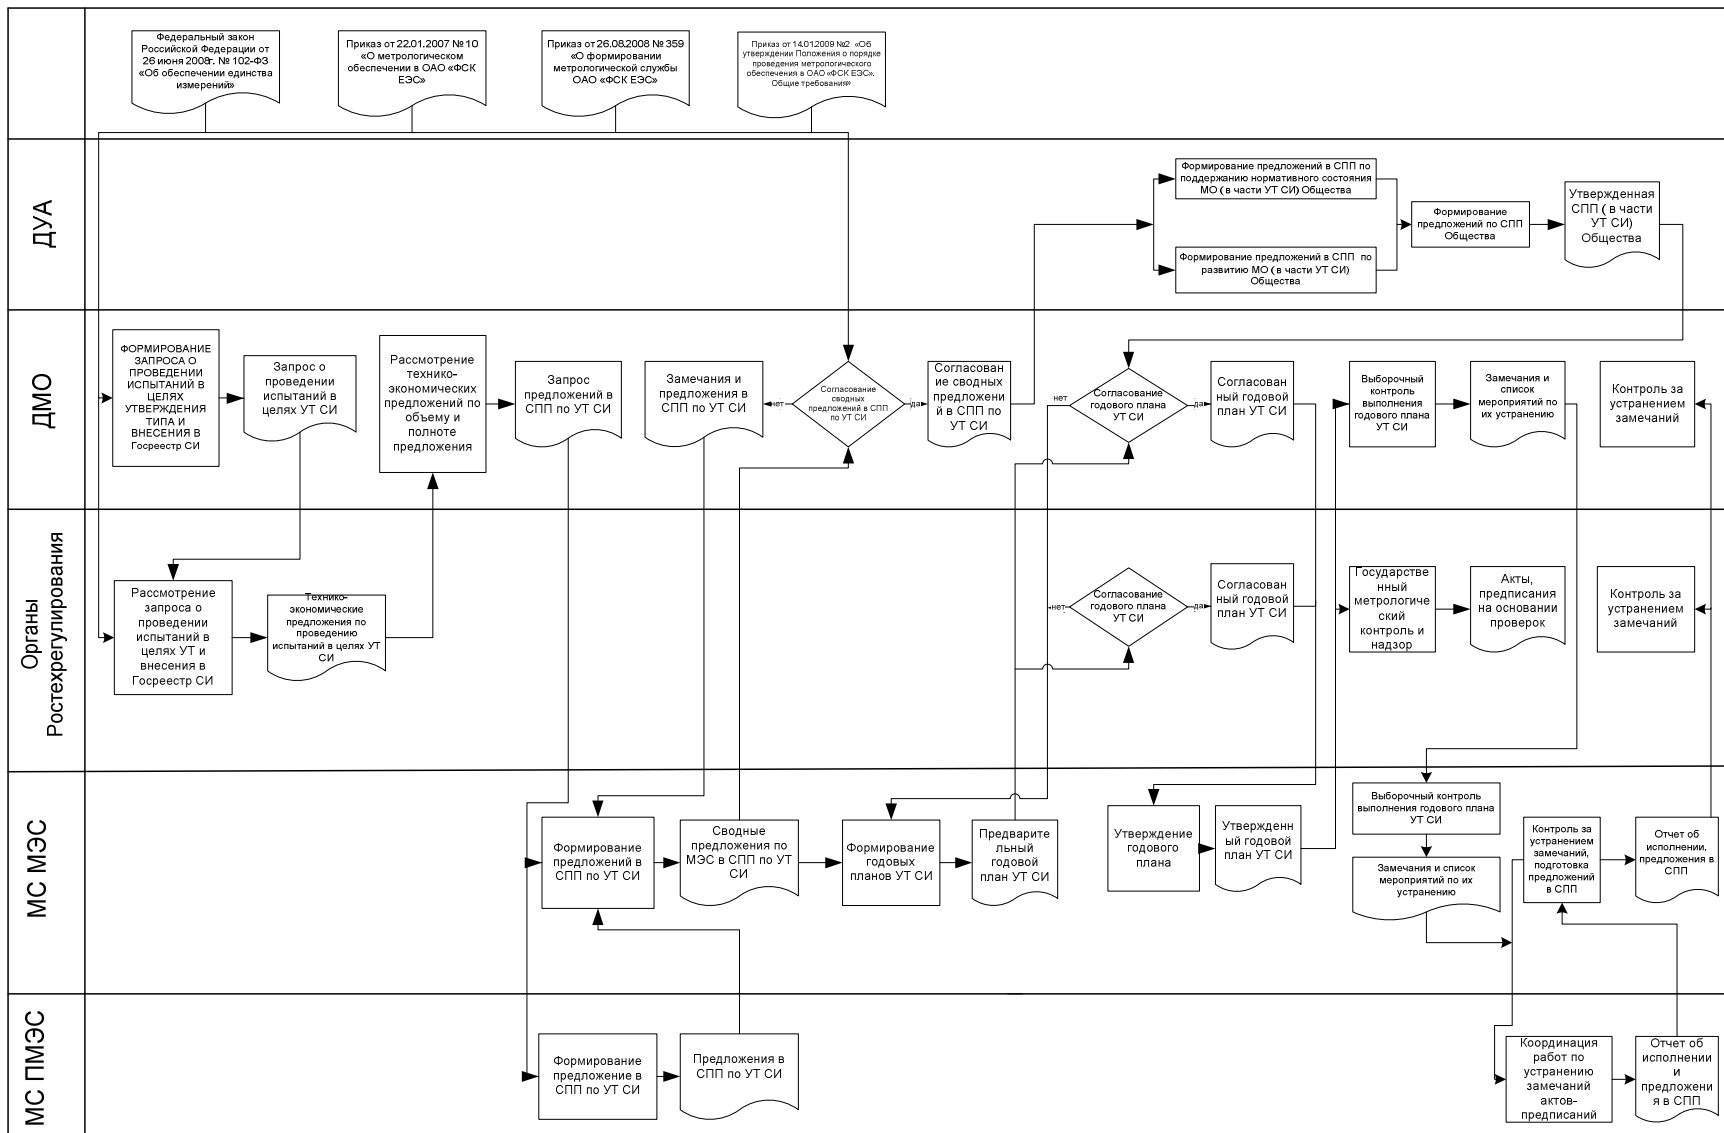 Федеральный закон
Российской Федерации от
26 июня 2008г. № 102-ФЗ
«Об обеспечении единства
измерений»
Приказ от 22.01.2007 № 10
«О метрологическом
обеспечении в ОАО «ФСК
ЕЭС»
Приказ от 26.08.2008 № 359
«О формировании
метрологической службы
ОАО «ФСК ЕЭС»
Приказ от 14.01.2009 №2 «Об
утверждении Положения о порядке
проведения метрологического
обеспечения в ОАО «ФСК ЕЭС».
Общие требования»
ДУА
Формирование предложений в СПП по
поддержанию нормативного состояния
МО ( в части УТ СИ) Общества
Формирование предложений в СПП по
развитию МО ( в части УТ СИ)
Общества
Формирование
предложений по СПП
Общества
Утвержденная
СПП ( в части
УТ СИ)
Общества
ДМО
ФОРМИРОВАНИЕ
ЗАПРОСА О
ПРОВЕДЕНИИ
ИСПЫТАНИЙ В
ЦЕЛЯХ
УТВЕРЖДЕНИЯ
ТИПА И
ВНЕСЕНИЯ В
Госреестр СИ
Запрос о
проведении
испытаний в
целях УТ СИ
Рассмотрение
технико-
экономических
предложений по
объему и
полноте
предложения
Запрос
предложений в
СПП по УТ СИ
Замечания и
предложения в
СПП по УТ СИ
нет
Согласование
сводных
предложений в СПП
по УТ СИ
да
Согласован
ие сводных
предложени
й в СПП по
УТ СИ
нет
Согласование
годового плана
УТ СИ
да
Согласован
ный годовой
план УТ СИ
Выборочный
контроль
выполнения
годового плана
УТ СИ
Замечания и
список
мероприятий по
их устранению
Контроль за
устранением
замечаний
Органы
Ростехрегулирования
Рассмотрение
запроса о
проведении
испытаний в
целях УТ и
внесения в
Госреестр СИ
Технико-
экономические
предложения по
проведению
испытаний в целях УТ
СИ
нет
Согласование
годового плана
УТ СИ
да
Согласован
ный годовой
план УТ СИ
Государстве
нный
метрологиче
ский
контроль и
надзор
Акты,
предписания
на основании
проверок
Контроль за
устранением
замечаний
МС МЭС
Формирование
предложений в
СПП по УТ СИ
Сводные
предложения по
МЭС в СПП по УТ
СИ
Формирование
годовых
планов УТ СИ
Предварите
льный
годовой
план УТ СИ
Утверждение
годового
плана
Утвержденн
ый годовой
план УТ СИ
Выборочный контроль
выполнения годового плана
УТ СИ
Замечания и список
мероприятий по их
устранению
Контроль за
устранением
замечаний,
подготовка
предложений
в СПП
Отчет об
исполнении,
предложения в
СПП
МС ПМЭС
Формирование
предложение в
СПП по УТ СИ
Предложения в
СПП по УТ СИ
Координация
работ по
устранению
замечаний
актов-
предписаний
Отчет об
исполнении
и
предложени
я в СПП